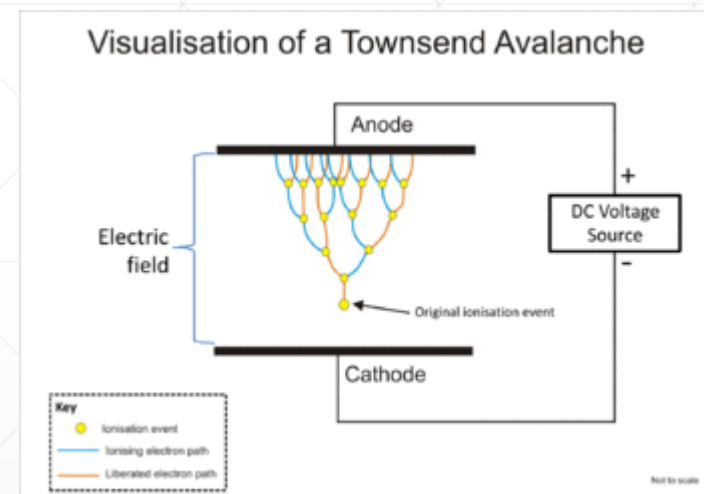 Visualisation of a Townsend Avalanche
Anode
+
DC Voltage
Source
-
Electric
field
Original ionisation event
Cathode
Key
Ionisation event
Ionising electron path
Liberated electron path
Not to scale